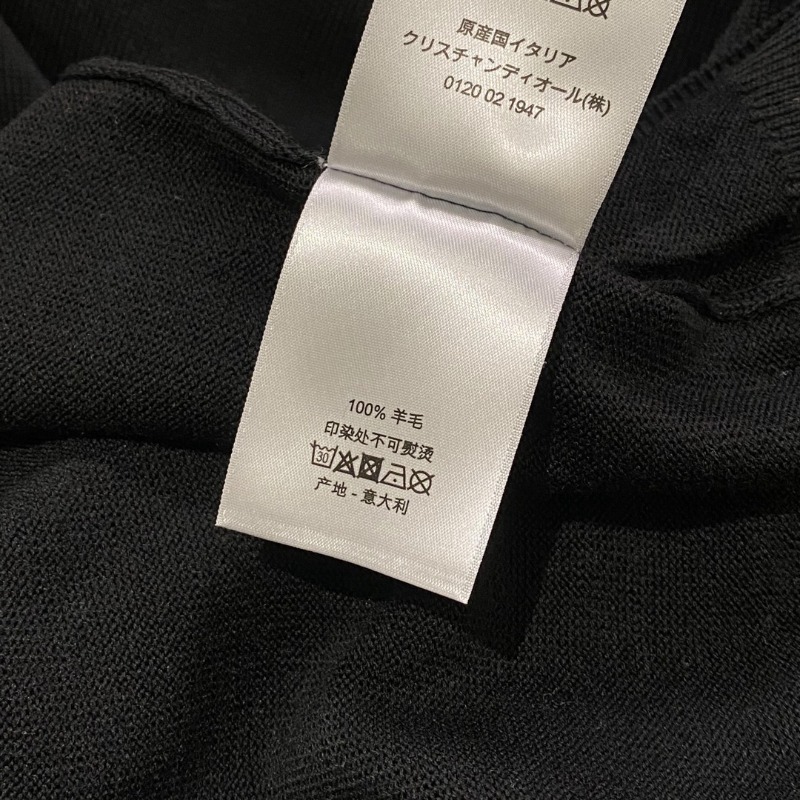 原産国イタリア
クリスチャンディオール(株)
0120 02 1947
100% 羊毛
印染处不可熨烫
30
产地 - 意大利